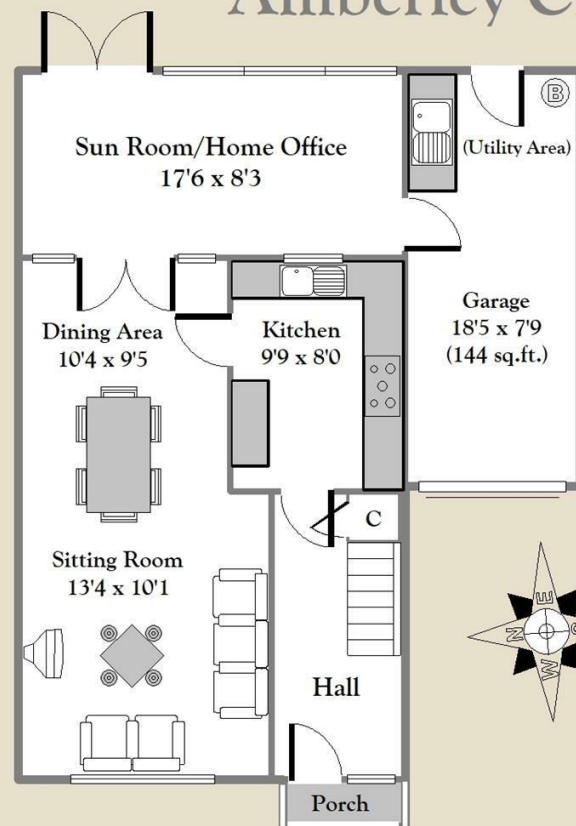 Amberley C
Sun Room/Home Office
17'6 x 8'3
B
(Utility Area)
Garage
18'5 x 7'9
(144 sq.ft.)
Dining Area
10'4 x 9'5
Kitchen
9'9 x 8'0
C
Sitting Room
13'4 x 10'1
E
N
S
W
Hall
Porch